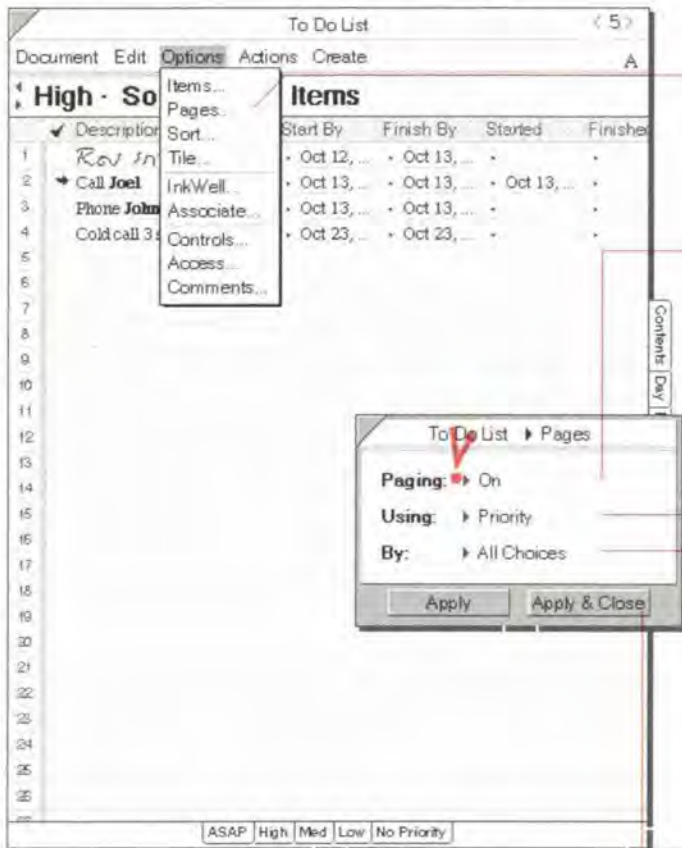 To Do List < 5 >
Document Edit Options Actions Create
A
High · So Items
Items...
Pages...
Sort...
Tile...
InkWell...
Associate...
Controls...
Access...
Comments...
✔ Description Start By Finish By Started Finished
1 Rev • Oct 12, ... • Oct 13, ... • •
2 Call Joel • Oct 13, ... • Oct 13, ... • Oct 13, ... •
3 Phone John • Oct 13, ... • Oct 13, ... • •
4 Cold call 3 • Oct 23, ... • Oct 23, ... • •
5
6
7
8
9
10
11
12
13
14
15
16
17
18
19
20
21
22
23
24
25
26
Contents
Day
To Do List ▸ Pages
Paging: ▸ On
Using: ▸ Priority
By: ▸ All Choices
Apply Apply & Close
ASAP High Med Low No Priority